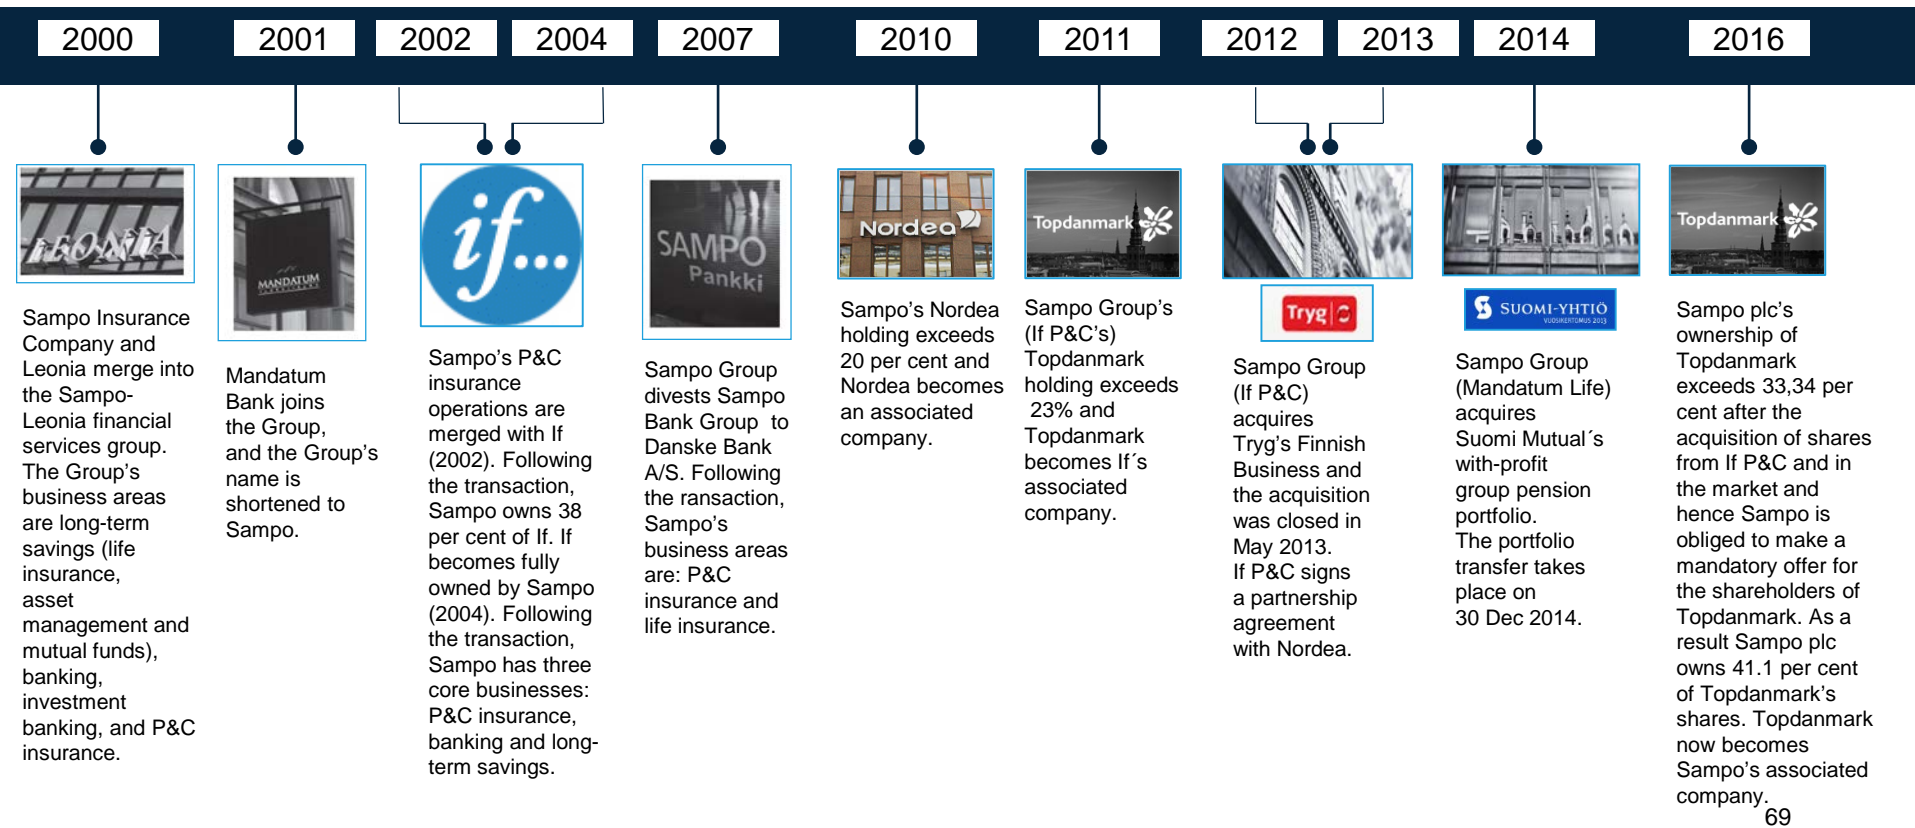 2000
2001
2002
2004
2007
2010
2011
2012
2013
2014
2016
LEONIA
Sampo Insurance
Company and
Leonia merge into
the Sampo-
Leonia financial
services group.
The Group’s
business areas
are long-term
savings (life
insurance,
asset
management and
mutual funds),
banking,
investment
banking, and P&C
insurance.
MANDATUM
Mandatum
Bank joins
the Group,
and the Group’s
name is
shortened to
Sampo.
if...
Sampo’s P&C
insurance
operations are
merged with If
(2002). Following
the transaction,
Sampo owns 38
per cent of If. If
becomes fully
owned by Sampo
(2004). Following
the transaction,
Sampo has three
core businesses:
P&C insurance,
banking and long-
term savings.
SAMPO
Pankki
Sampo Group
divests Sampo
Bank Group  to
Danske Bank
A/S. Following
the ransaction,
Sampo’s
business areas
are: P&C
insurance and
life insurance.
Nordea
Sampo’s Nordea
holding exceeds
20 per cent and
Nordea becomes
an associated
company.
Topdanmark
Sampo Group’s
(If P&C’s)
Topdanmark
holding exceeds
23% and
Topdanmark
becomes If´s
associated
company.
Tryg
Sampo Group
(If P&C)
acquires
Tryg’s Finnish
Business and
the acquisition
was closed in
May 2013.
If P&C signs
a partnership
agreement
with Nordea.
SUOMI-YHTIÖ
VUOSIKERTOMUS 2013
Sampo Group
(Mandatum Life)
acquires
Suomi Mutual´s
with-profit
group pension
portfolio.
The portfolio
transfer takes
place on
30 Dec 2014.
Topdanmark
Sampo plc’s
ownership of
Topdanmark
exceeds 33,34 per
cent after the
acquisition of shares
from If P&C and in
the market and
hence Sampo is
obliged to make a
mandatory offer for
the shareholders of
Topdanmark. As a
result Sampo plc
owns 41.1 per cent
of Topdanmark’s
shares. Topdanmark
now becomes
Sampo’s associated
company.
69